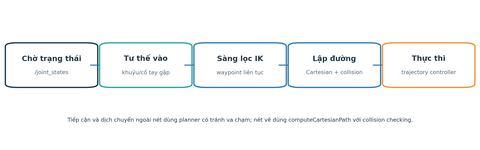 Chờ trạng thái
/joint_states
Tư thế vào
khuỷu/cổ tay gập
Sàng lọc IK
waypoint liên tục
Lập đường
Cartesian + collision
Thực thi
trajectory controller
Tiếp cận và dịch chuyển ngoài nét dùng planner có tránh va chạm; nét vẽ dùng computeCartesianPath với collision checking.